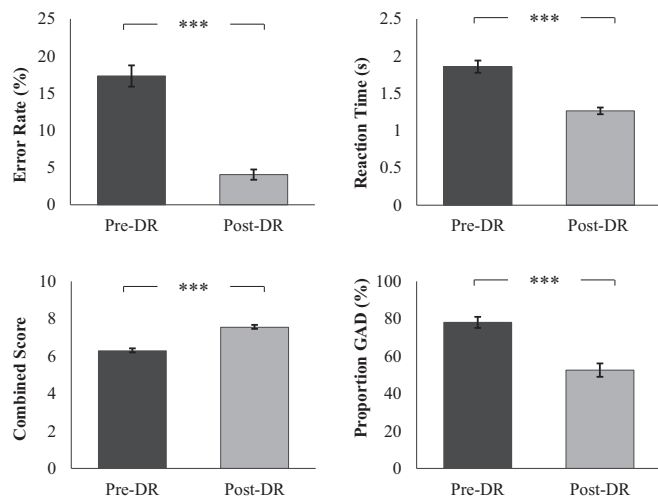 Error Rate (%)
25
20
15
10
5
0
***
Pre-DR
Post-DR
Reaction Time (s)
2.5
2
1.5
1
0.5
0
***
Pre-DR
Post-DR
Combined Score
10
8
6
4
2
0
***
Pre-DR
Post-DR
Proportion GAD (%)
100
80
60
40
20
0
***
Pre-DR
Post-DR